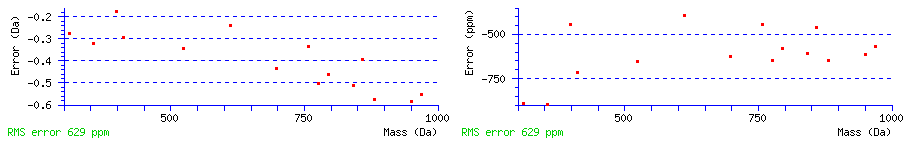 Error (Da)
-0.2
-0.3
-0.4
-0.5
-0.6
500
750
1000
RMS error 629 ppm
Mass (Da)
Error (ppm)
-500
-750
500
750
1000
RMS error 629 ppm
Mass (Da)